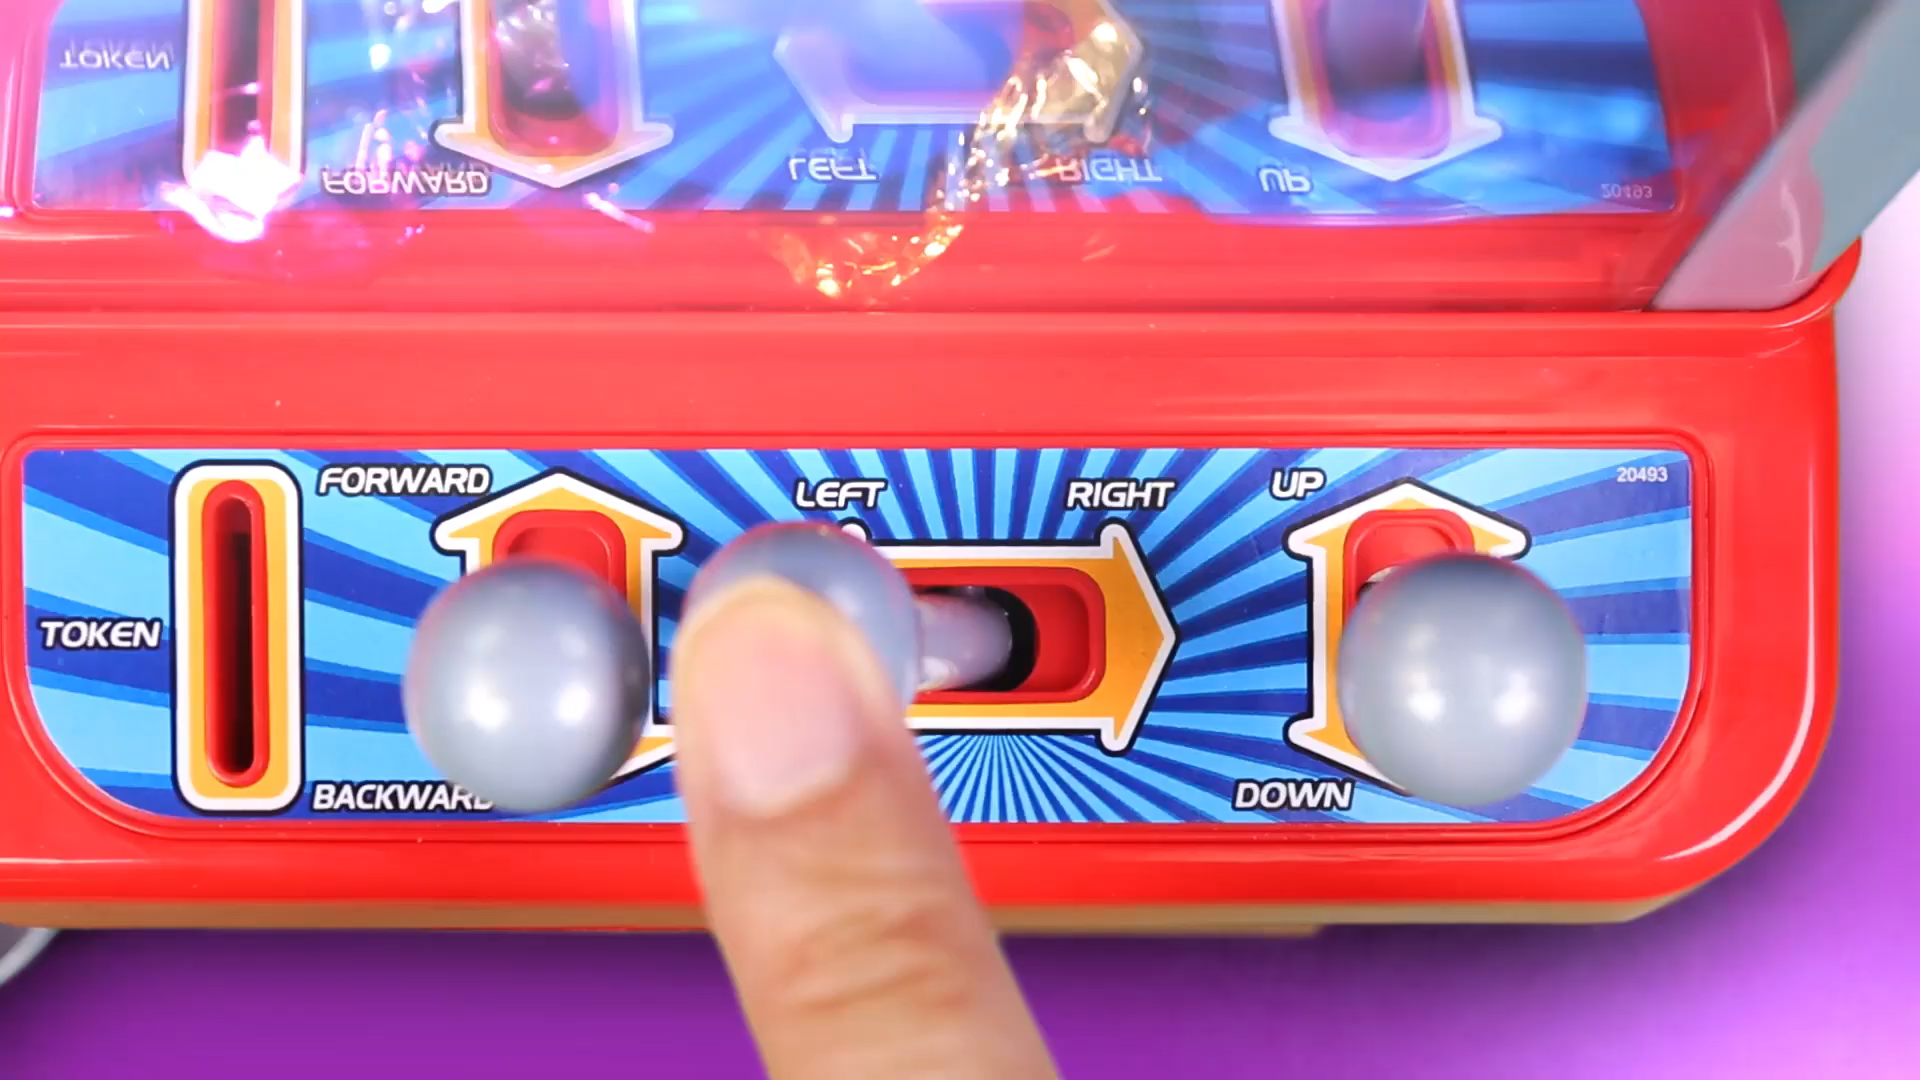 TOKEN
FORWARD
LEFT
RIGHT
UP
20493
FORWARD
LEFT
RIGHT
UP
20493
TOKEN
BACKWARD
DOWN